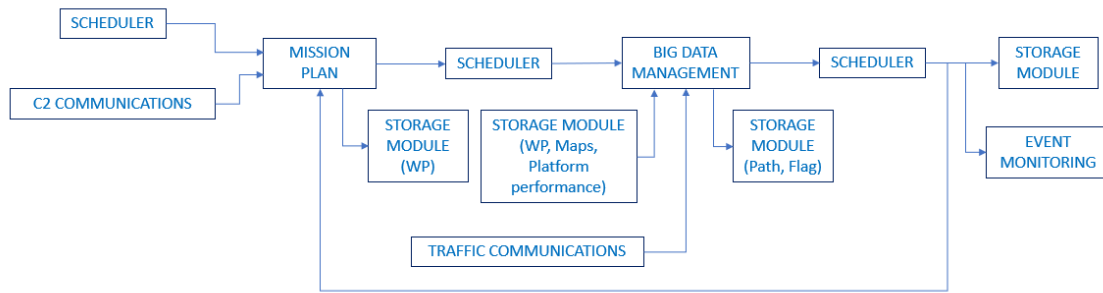 SCHEDULER
MISSION
PLAN
SCHEDULER
BIG DATA
MANAGEMENT
SCHEDULER
STORAGE
MODULE
C2 COMMUNICATIONS
STORAGE
MODULE
(WP)
STORAGE MODULE
(WP, Maps,
Platform
performance)
STORAGE
MODULE
(Path, Flag)
EVENT
MONITORING
TRAFFIC COMMUNICATIONS